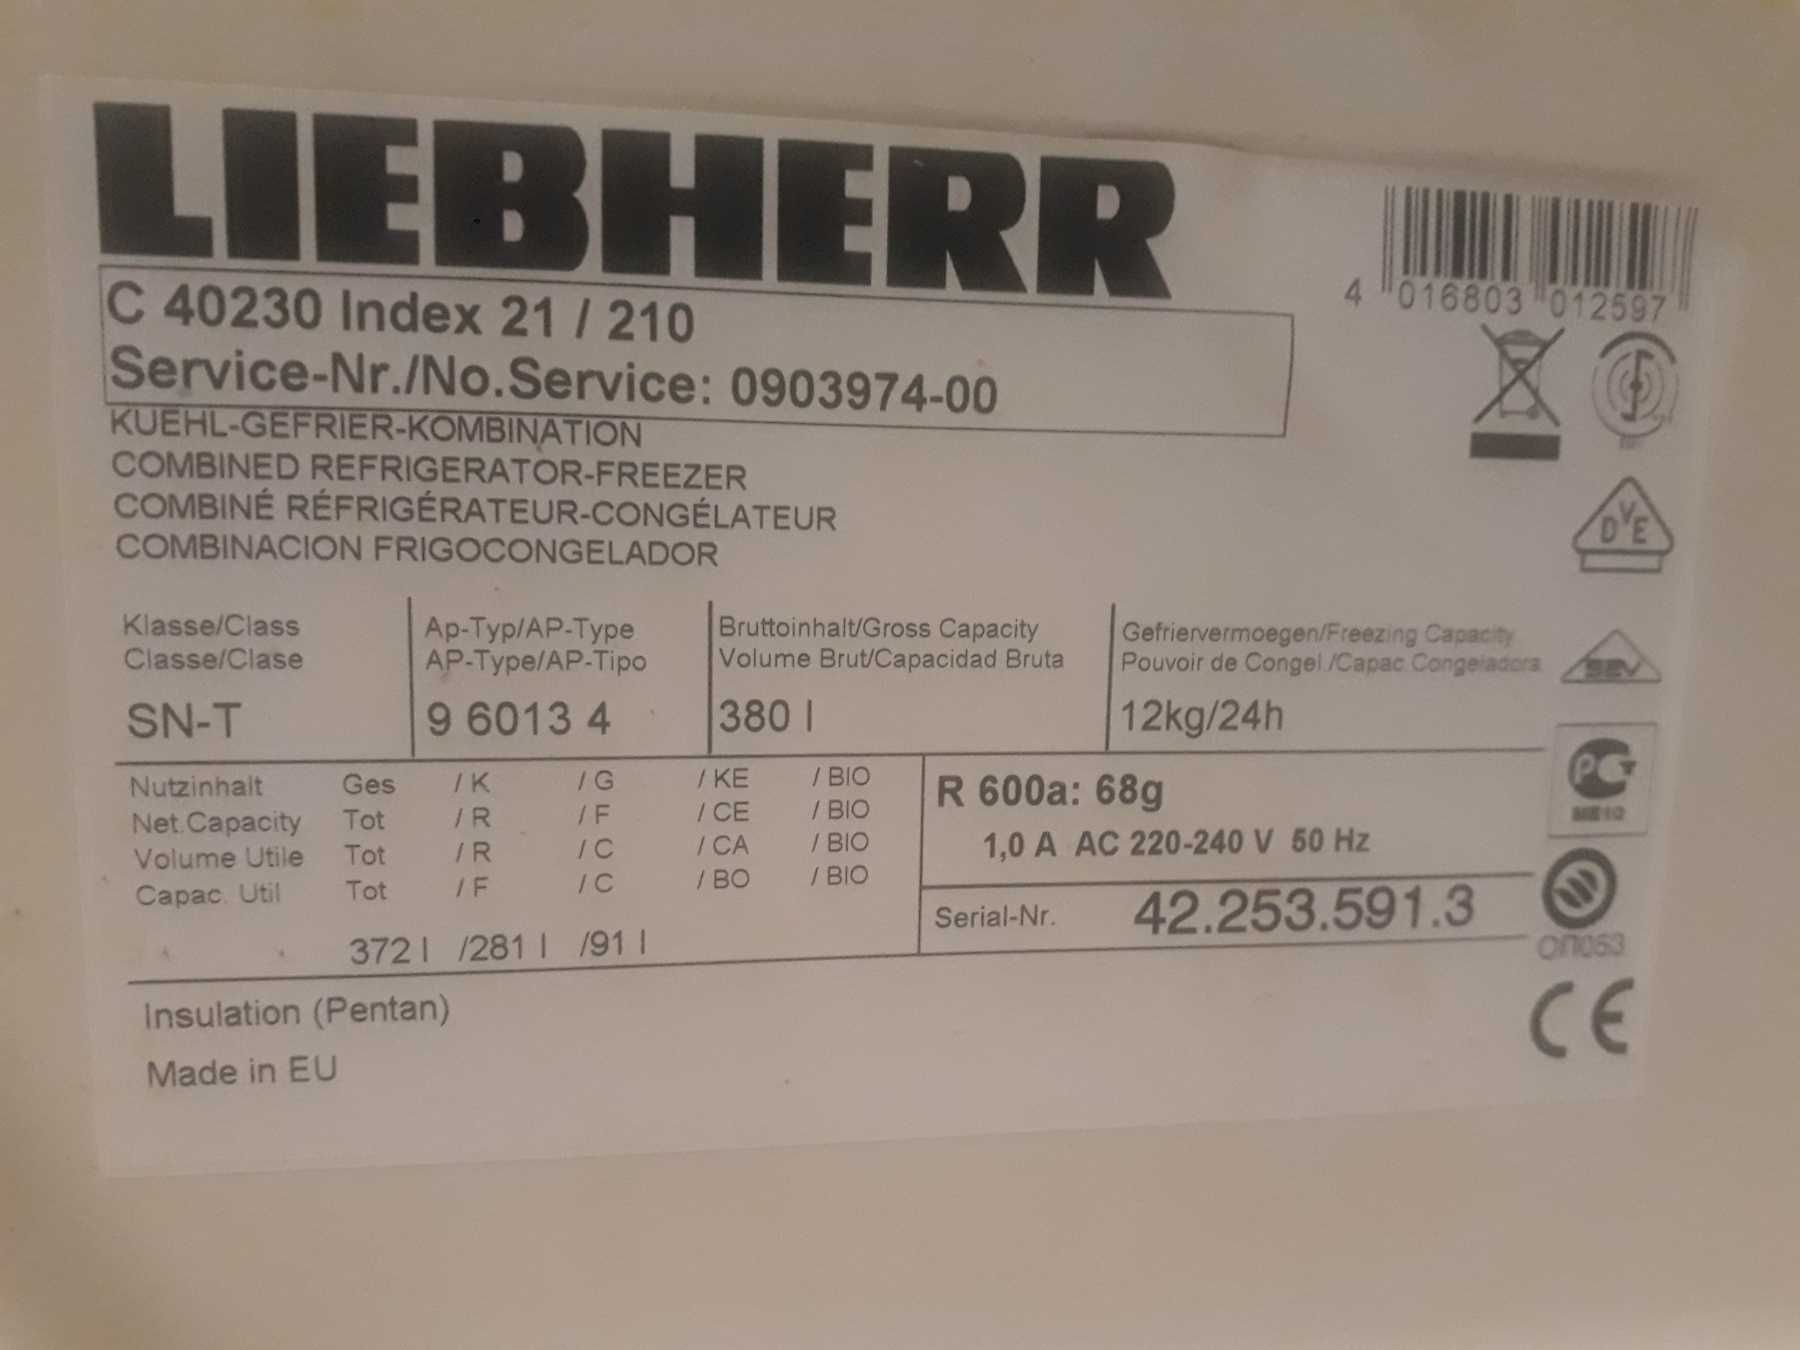 LIEBHERR
4 016803 012597
C 40230 Index 21 / 210
Service-Nr./No.Service: 0903974-00
KUEHL-GEFRIER-KOMBINATION
COMBINED REFRIGERATOR-FREEZER
COMBINÉ RÉFRIGÉRATEUR-CONGÉLATEUR
COMBINACION FRIGOCONGELADOR
DVE
Klasse/Class
Classe/Clase
SN-T
Ap-Typ/AP-Type
AP-Type/AP-Tipo
9 6013 4
Bruttoinhalt/Gross Capacity
Volume Brut/Capacidad Bruta
380 l
Gefriervermoegen/Freezing Capacity
Pouvoir de Congel./Capac.Congeladora
12kg/24h
SEV
Nutzinhalt Ges / K / G / KE / BIO
Net.Capacity Tot / R / F / CE / BIO
Volume Utile Tot / R / C / CA / BIO
Capac. Util Tot / F / C / BO / BIO
372 l /281 l /91 l
R 600a: 68g
1,0 A AC 220-240 V 50 Hz
Serial-Nr. 42.253.591.3
РСТ
ME10
ОП063
CE
Insulation (Pentan)
Made in EU